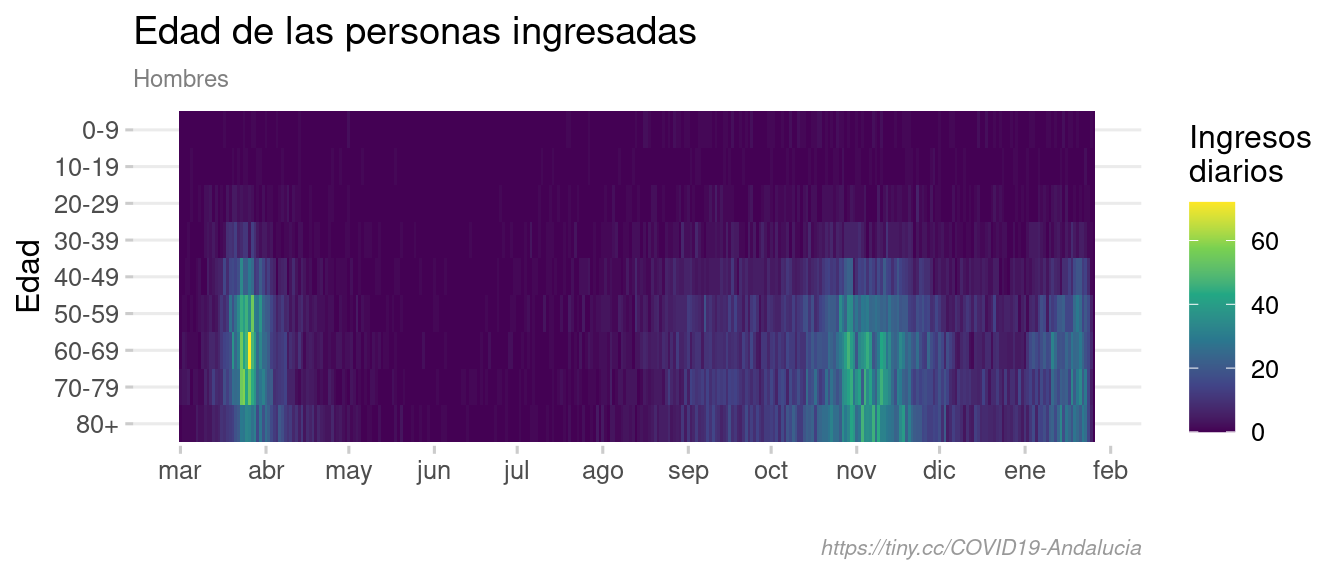 Edad de las personas ingresadas
Hombres
Edad
0-9
10-19
20-29
30-39
40-49
50-59
60-69
70-79
80+
mar abr may jun jul ago sep oct nov dic ene feb
Ingresos
diarios
60
40
20
0
https://tiny.cc/COVID19-Andalucia